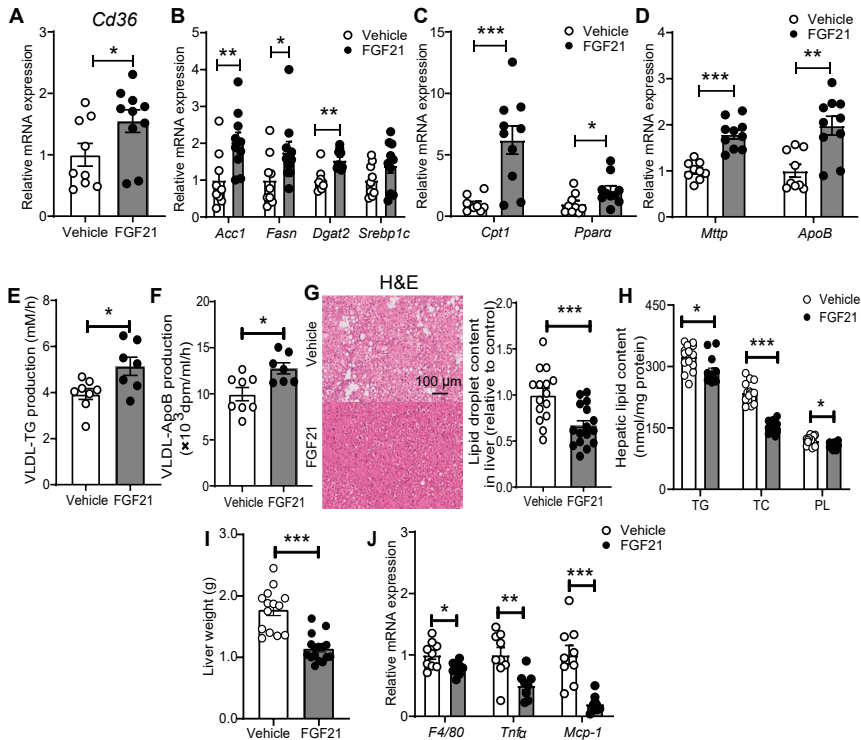 A
Cd36
*
Relative mRNA expression
3
2
1
0
Vehicle
FGF21
B
Vehicle
FGF21
**
*
**
Relative mRNA expression
5
4
3
2
1
0
Acc1
Fasn
Dgat2
Srebp1c
C
Vehicle
FGF21
***
*
Relative mRNA expression
15
10
5
0
Cpt1
Pparα
D
Vehicle
FGF21
***
**
Relative mRNA expression
4
3
2
1
0
Mttp
ApoB
E
*
VLDL-TG production (mM/h)
8
6
4
2
0
Vehicle
FGF21
F
*
VLDL-ApoB production
(×10³dpm/ml/h)
20
15
10
5
0
Vehicle
FGF21
G
H&E
Vehicle
100 µm
FGF21
***
Lipid droplet content
in liver (relative to control)
2.0
1.5
1.0
0.5
0.0
Vehicle
FGF21
H
Vehicle
FGF21
*
***
*
Hepatic lipid content
(nmol/mg protein)
450
300
150
0
TG
TC
PL
I
***
Liver weight (g)
3.0
2.0
1.0
0.0
Vehicle
FGF21
J
Vehicle
FGF21
*
**
***
Relative mRNA expression
3
2
1
0
F4/80
Tnfα
Mcp-1